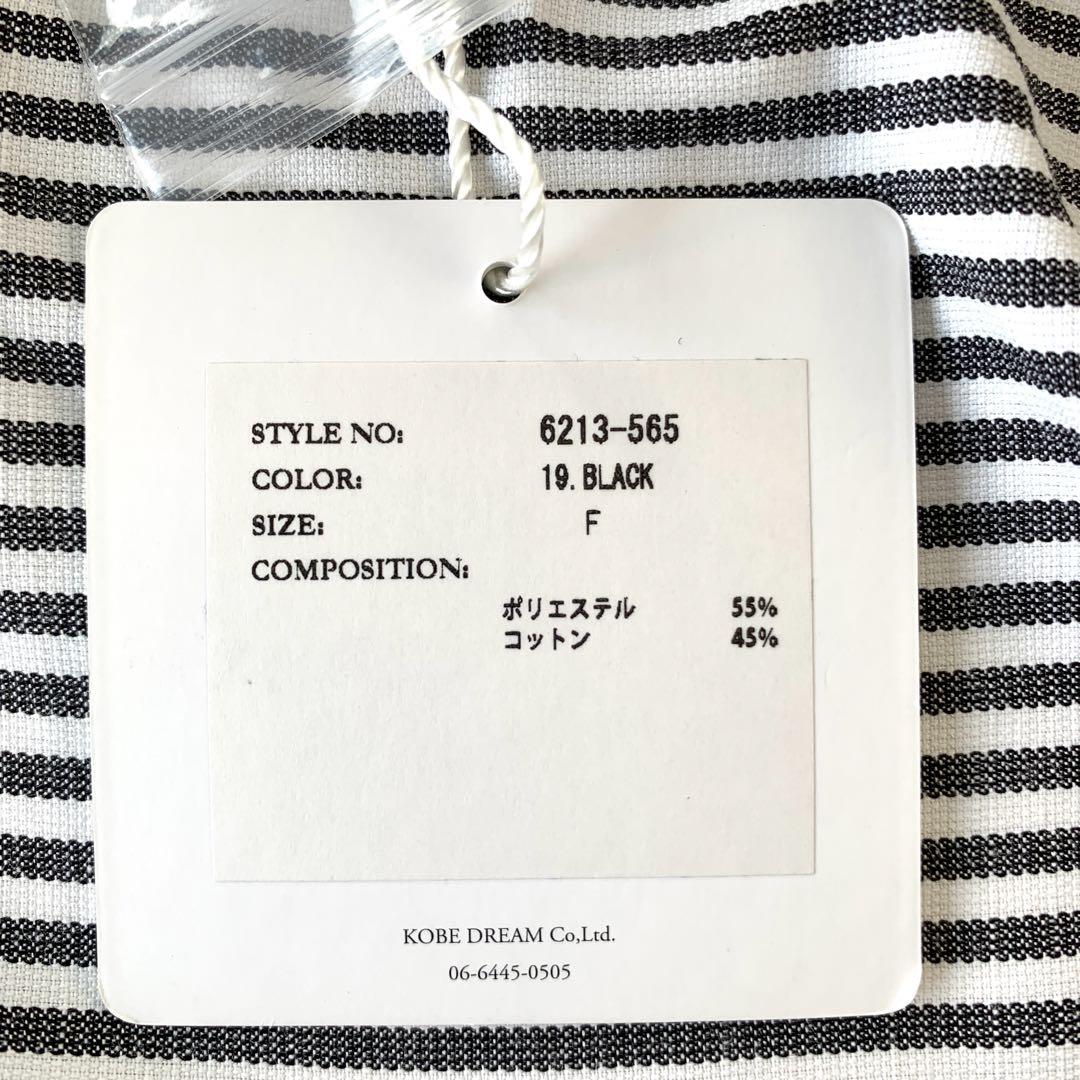 STYLE NO: 6213-565
COLOR: 19. BLACK
SIZE: F
COMPOSITION:
ポリエステル 55%
コットン 45%
KOBE DREAM Co,Ltd.
06-6445-0505